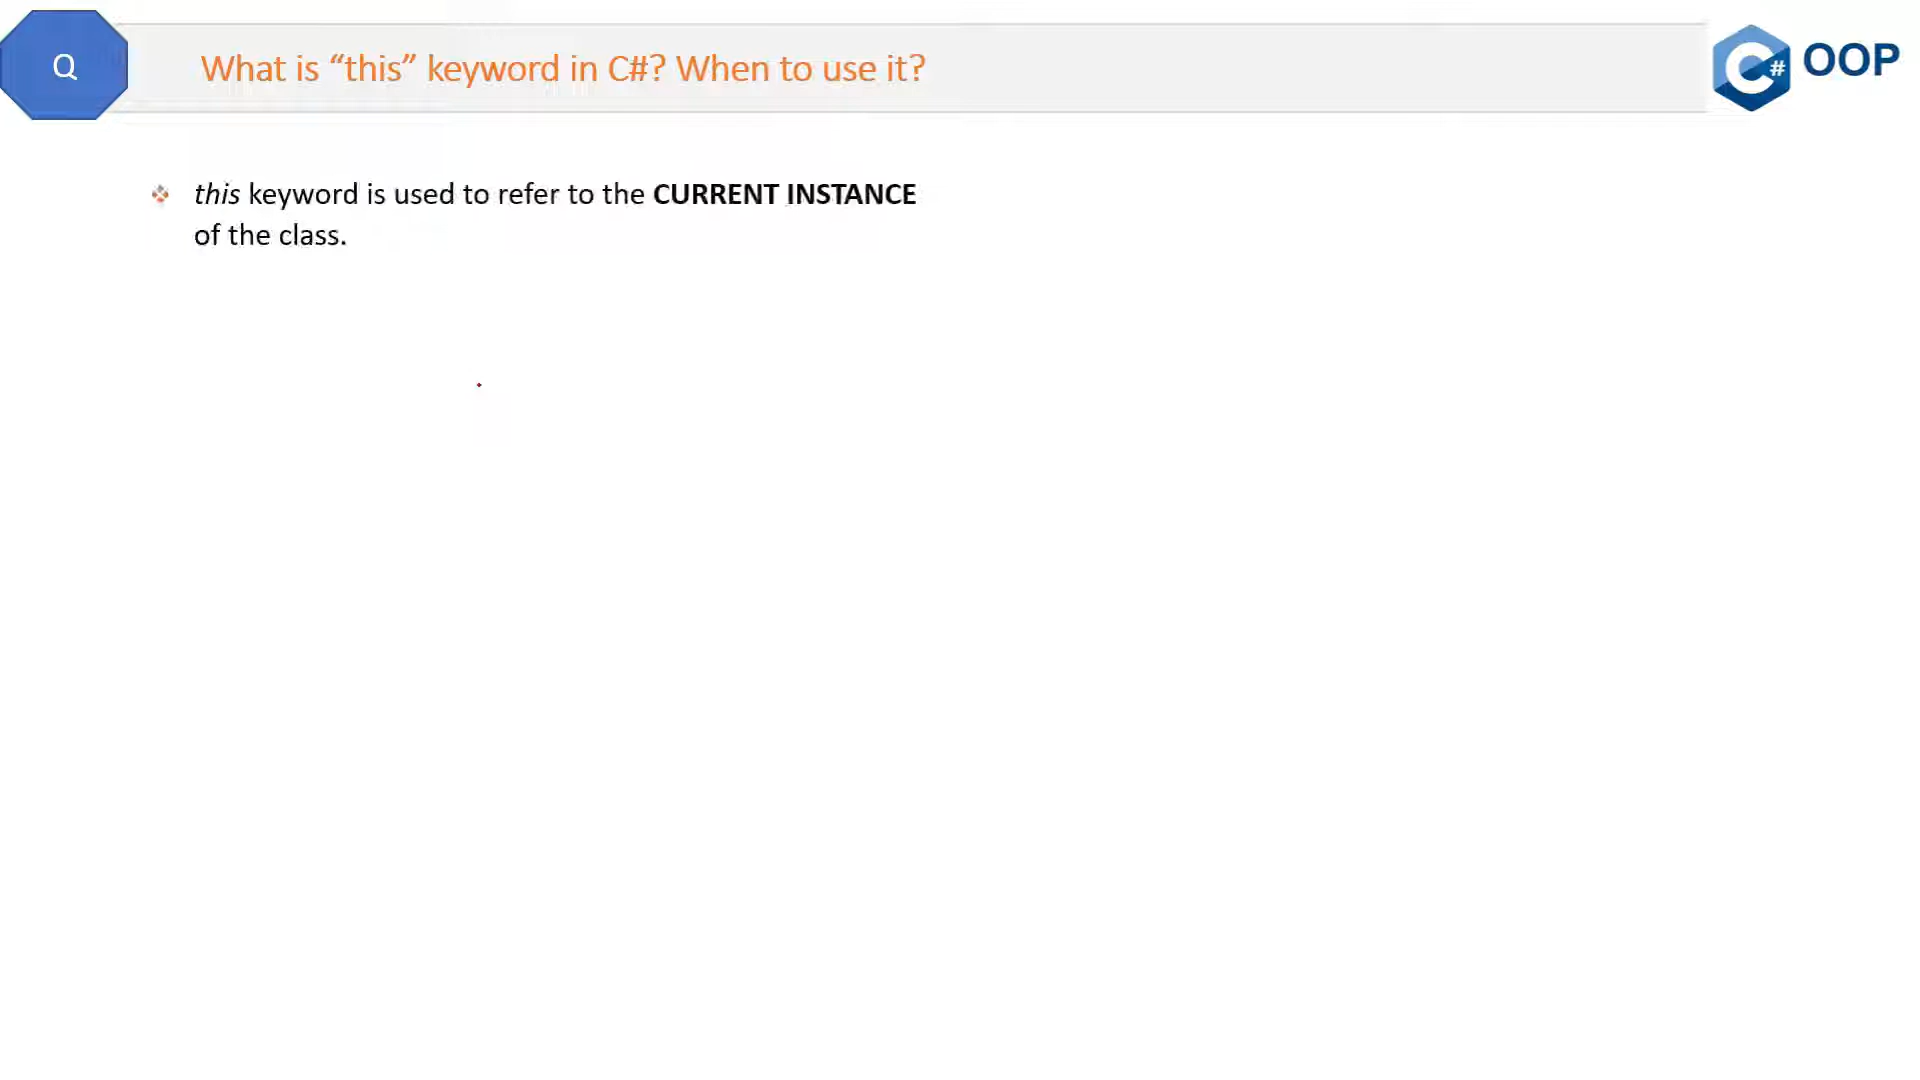 Q
What is “this” keyword in C#? When to use it?
C# OOP
this keyword is used to refer to the CURRENT INSTANCE
of the class.